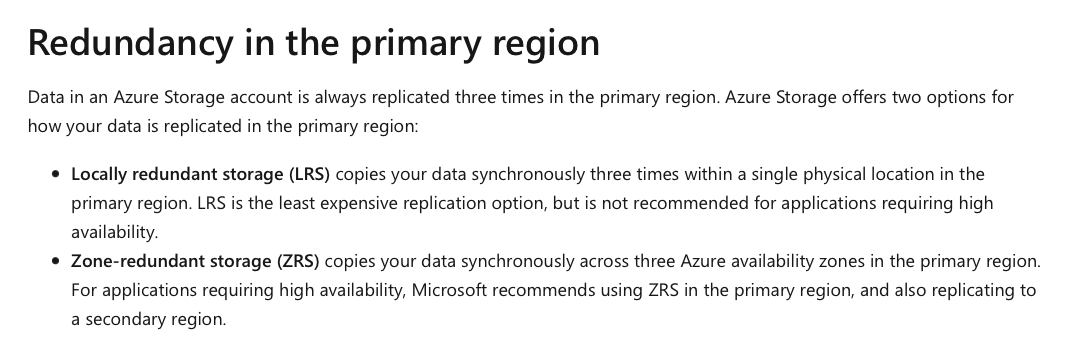 Redundancy in the primary region
Data in an Azure Storage account is always replicated three times in the primary region. Azure Storage offers two options for
how your data is replicated in the primary region:
• Locally redundant storage (LRS) copies your data synchronously three times within a single physical location in the
primary region. LRS is the least expensive replication option, but is not recommended for applications requiring high
availability.
• Zone-redundant storage (ZRS) copies your data synchronously across three Azure availability zones in the primary region.
For applications requiring high availability, Microsoft recommends using ZRS in the primary region, and also replicating to
a secondary region.